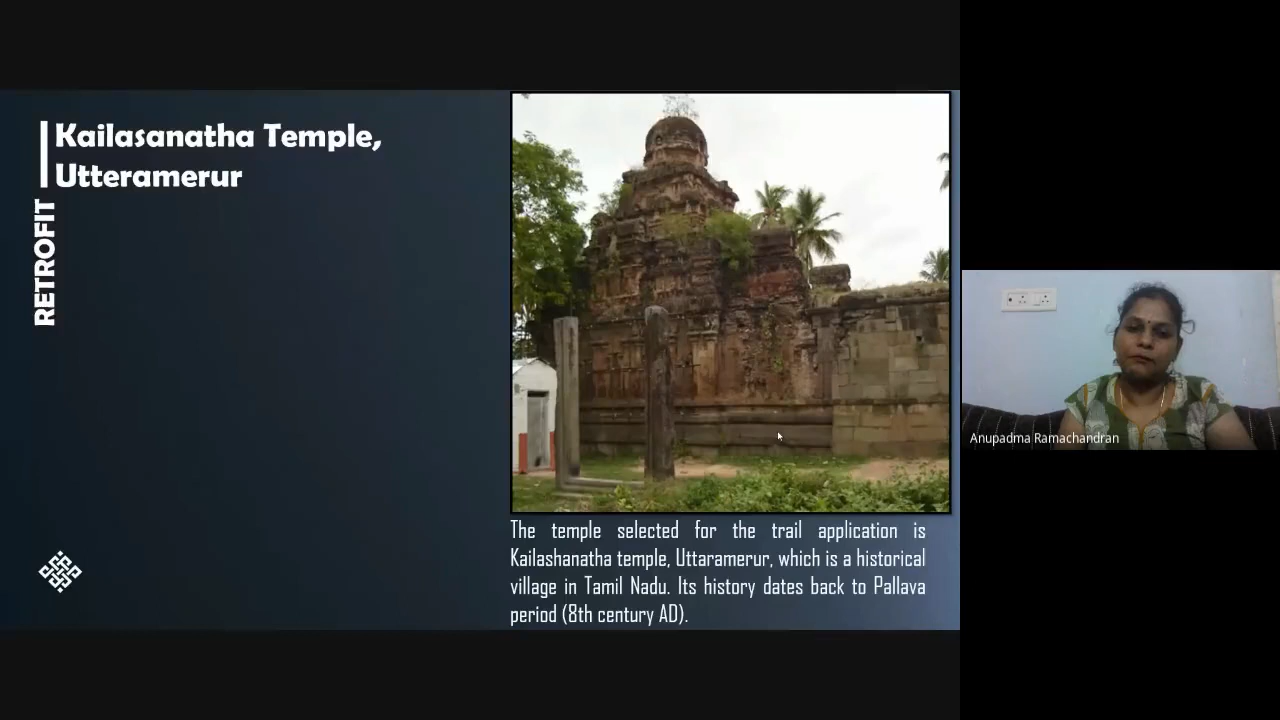 Kailasanatha Temple,
Utteramerur
RETROFIT
The temple selected for the trail application is
Kailashanatha temple, Uttaramerur, which is a historical
village in Tamil Nadu. Its history dates back to Pallava
period (8th century AD).
Anupadma Ramachandran